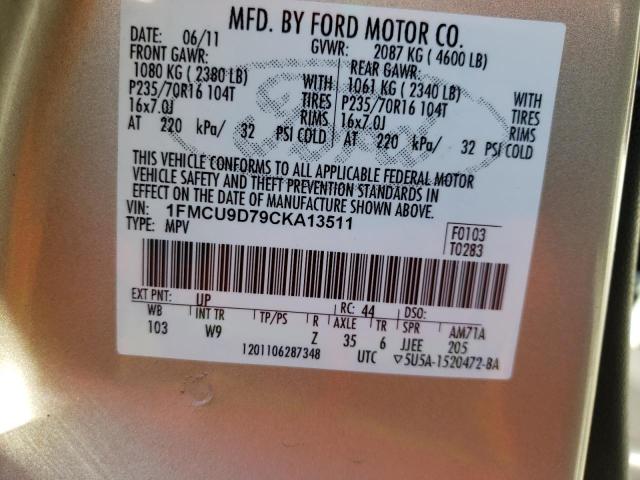 MFD. BY FORD MOTOR CO.
DATE: 06/11 GVWR: 2087 KG ( 4600 LB)
FRONT GAWR: REAR GAWR:
1080 KG ( 2380 LB) WITH 1061 KG ( 2340 LB) WITH
P235/70R16 104T TIRES P235/70R16 104T TIRES
16x7.0J RIMS 16x7.0J RIMS
AT 220 kPa/ 32 PSI COLD AT 220 kPa/ 32 PSI COLD
THIS VEHICLE CONFORMS TO ALL APPLICABLE FEDERAL MOTOR
VEHICLE SAFETY AND THEFT PREVENTION STANDARDS IN
EFFECT ON THE DATE OF MANUFACTURE SHOWN ABOVE.
VIN: 1FMCU9D79CKA13511 F0103
TYPE: MPV T0283
EXT PNT: UP RC: 44 DSO:
WB INT TR TP/PS R AXLE TR SPR AM71A
103 W9 Z 35 6 JJEE 205
1201106287348 UTC ▽5U5A-1520472-BA
Ford